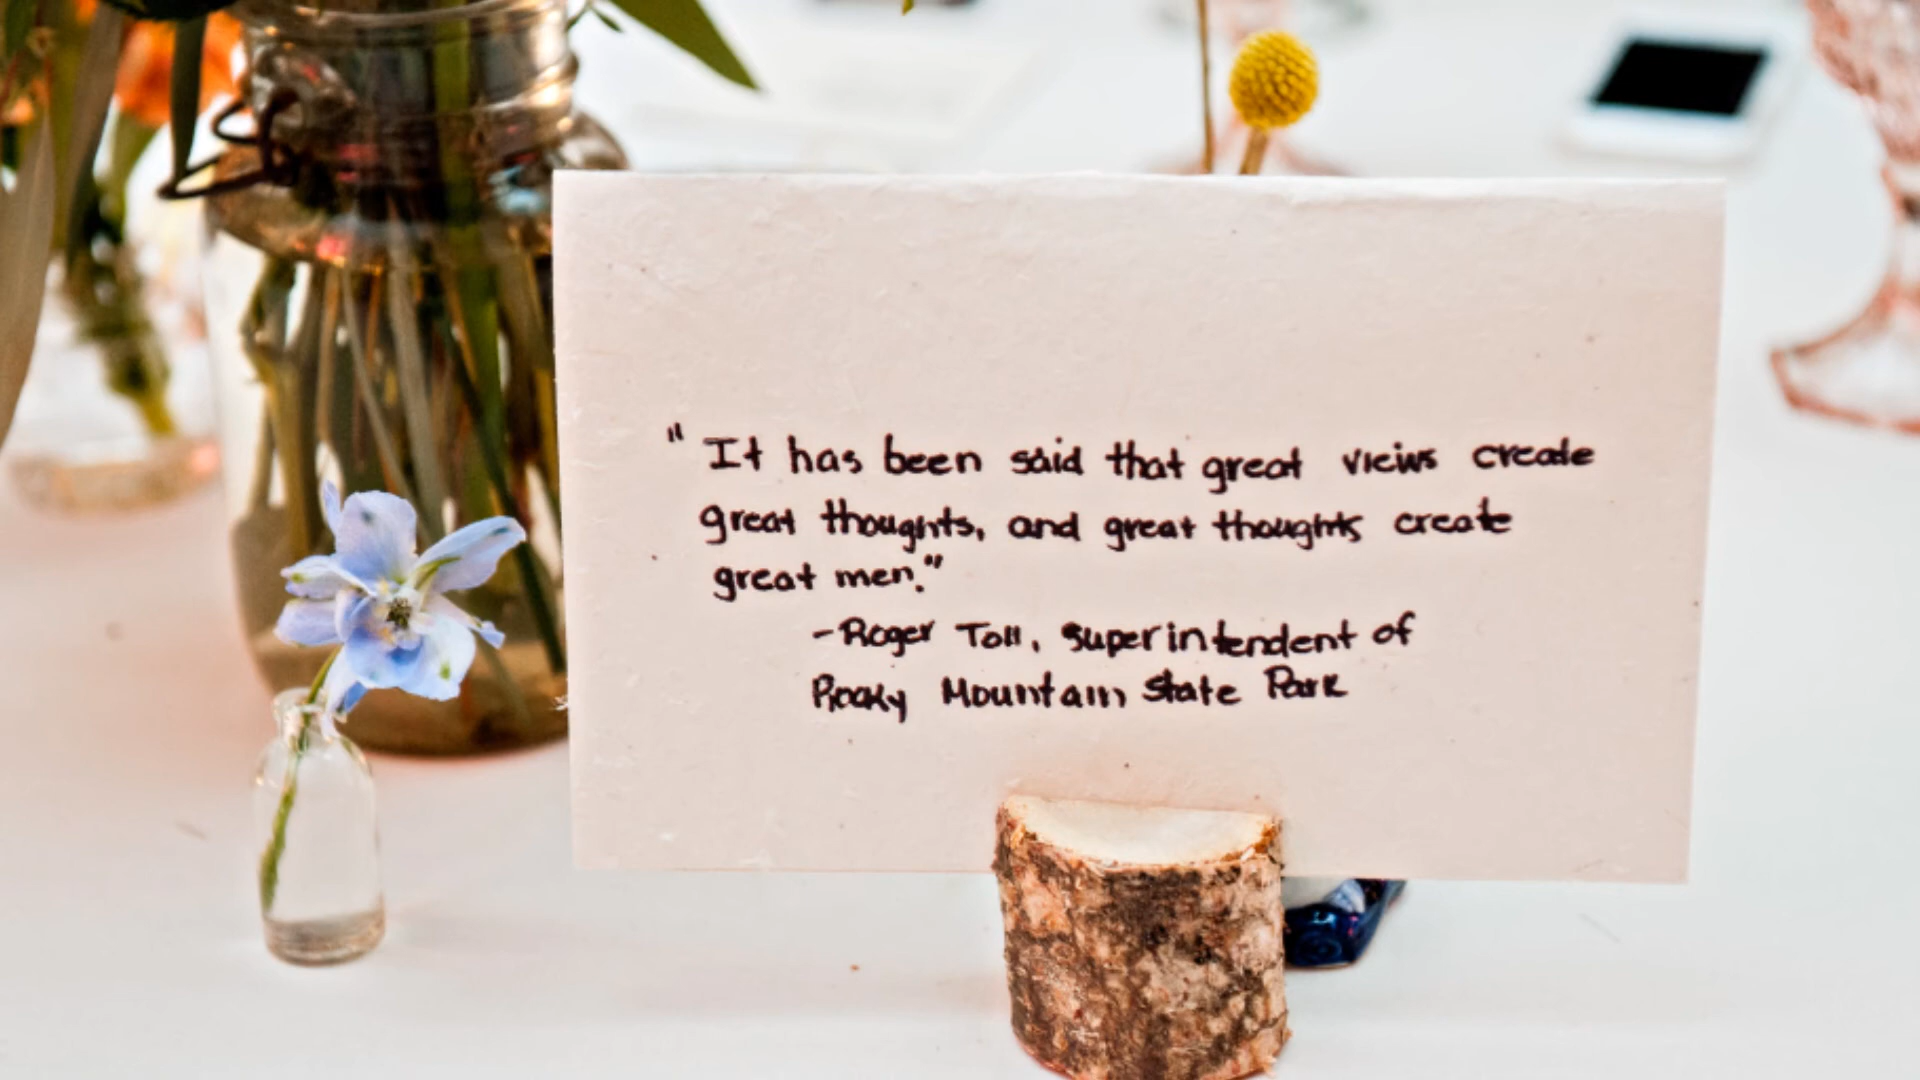 "It has been said that great views create
great thoughts, and great thoughts create
great men."
-Roger Toll, superintendent of
Rocky Mountain State Park